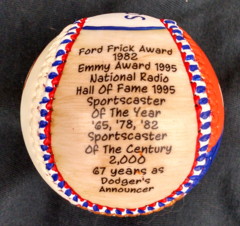 Ford Frick Award
1982
Emmy Award 1995
National Radio
Hall Of Fame 1995
Sportscaster
Of The Year
'65, '78, '82
Sportscaster
Of The Century
2,000
67 years as
Dodger's
Announcer